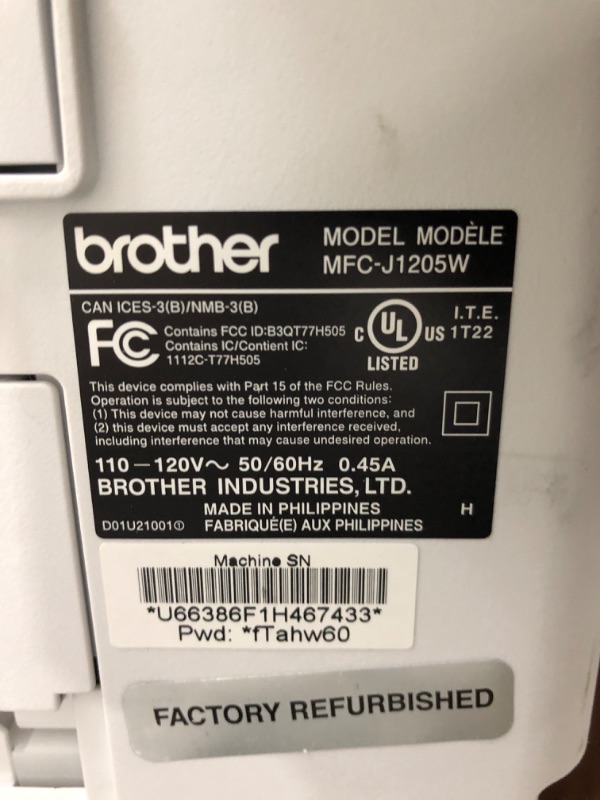 brother
MODEL MODÈLE
MFC-J1205W
CAN ICES-3(B)/NMB-3(B)
FC
Contains FCC ID:B3QT77H505
Contains IC/Contient IC:
1112C-T77H505
C UL US
LISTED
I.T.E.
1T22
This device complies with Part 15 of the FCC Rules.
Operation is subject to the following two conditions:
(1) This device may not cause harmful interference, and
(2) this device must accept any interference received,
including interference that may cause undesired operation.
110 — 120V～ 50/60Hz 0.45A
BROTHER INDUSTRIES, LTD.
MADE IN PHILIPPINES
H
D01U21001① FABRIQUÉ(E) AUX PHILIPPINES
Machine SN
*U66386F1H467433*
Pwd: *fTahw60
FACTORY REFURBISHED